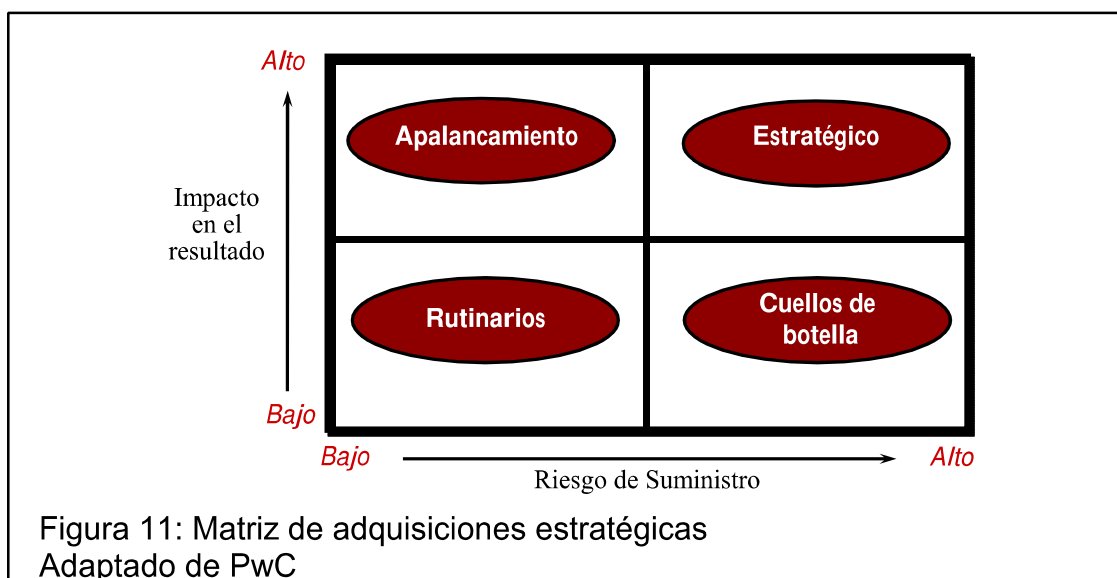 Alto
Apalancamiento
Estratégico
Impacto
en el
resultado
Rutinarios
Cuellos de
botella
Bajo
Bajo
Alto
Riesgo de Suministro
Figura 11: Matriz de adquisiciones estratégicas
Adaptado de PwC